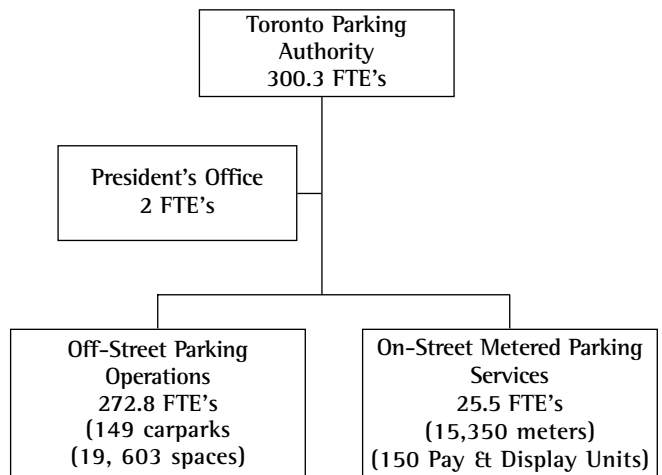 Toronto Parking
Authority
300.3 FTE's
President's Office
2 FTE's
Off-Street Parking
Operations
272.8 FTE's
(149 carparks
(19, 603 spaces)
On-Street Metered Parking
Services
25.5 FTE's
(15,350 meters)
(150 Pay & Display Units)